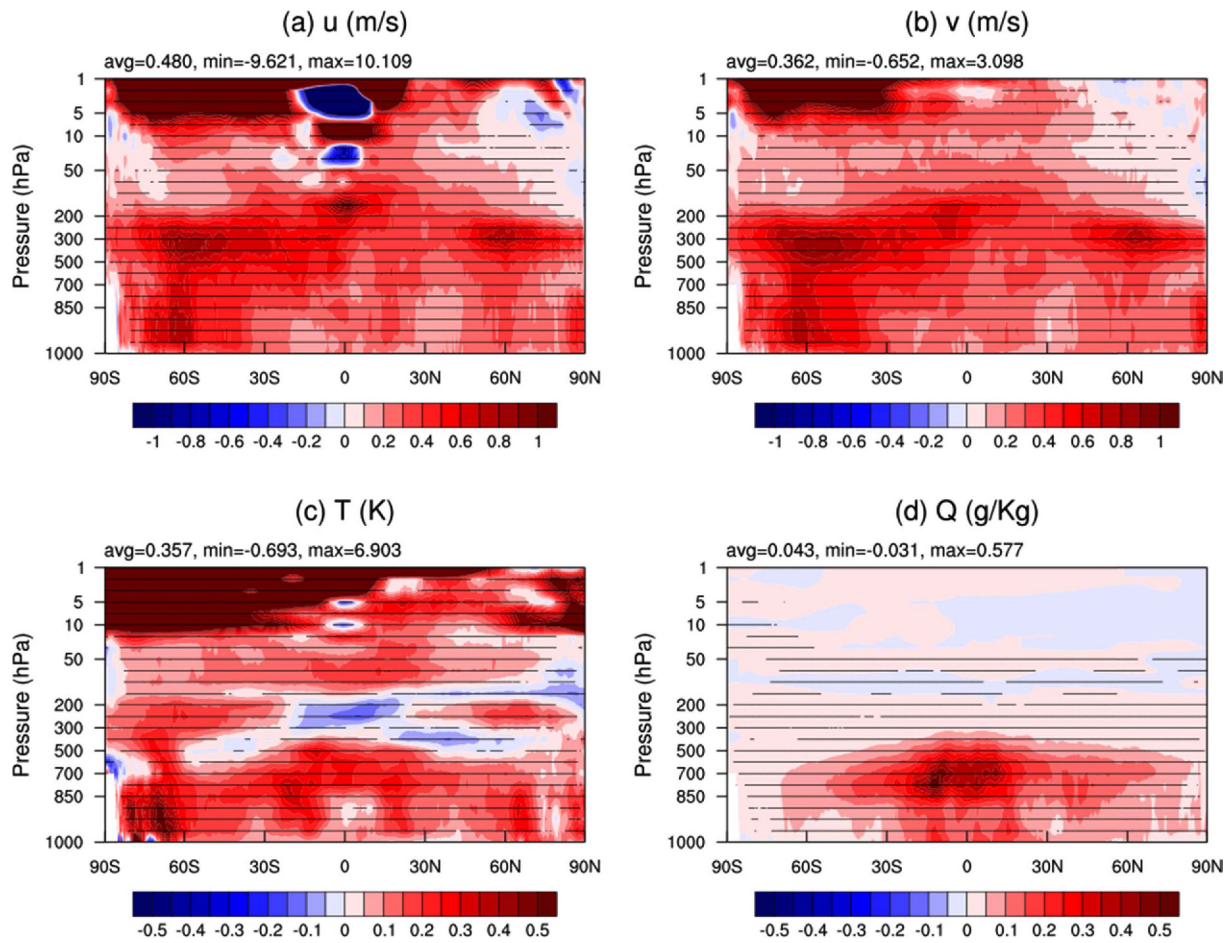 (a) u (m/s)
avg=0.480, min=-9.621, max=10.109
Pressure (hPa)
1
5
10
50
200
300
500
700
850
1000
90S 60S 30S 0 30N 60N 90N
-1 -0.8 -0.6 -0.4 -0.2 0 0.2 0.4 0.6 0.8 1
(b) v (m/s)
avg=0.362, min=-0.652, max=3.098
Pressure (hPa)
1
5
10
50
200
300
500
700
850
1000
90S 60S 30S 0 30N 60N 90N
-1 -0.8 -0.6 -0.4 -0.2 0 0.2 0.4 0.6 0.8 1
(c) T (K)
avg=0.357, min=-0.693, max=6.903
Pressure (hPa)
1
5
10
50
200
300
500
700
850
1000
90S 60S 30S 0 30N 60N 90N
-0.5 -0.4 -0.3 -0.2 -0.1 0 0.1 0.2 0.3 0.4 0.5
(d) Q (g/Kg)
avg=0.043, min=-0.031, max=0.577
Pressure (hPa)
1
5
10
50
200
300
500
700
850
1000
90S 60S 30S 0 30N 60N 90N
-0.5 -0.4 -0.3 -0.2 -0.1 0 0.1 0.2 0.3 0.4 0.5